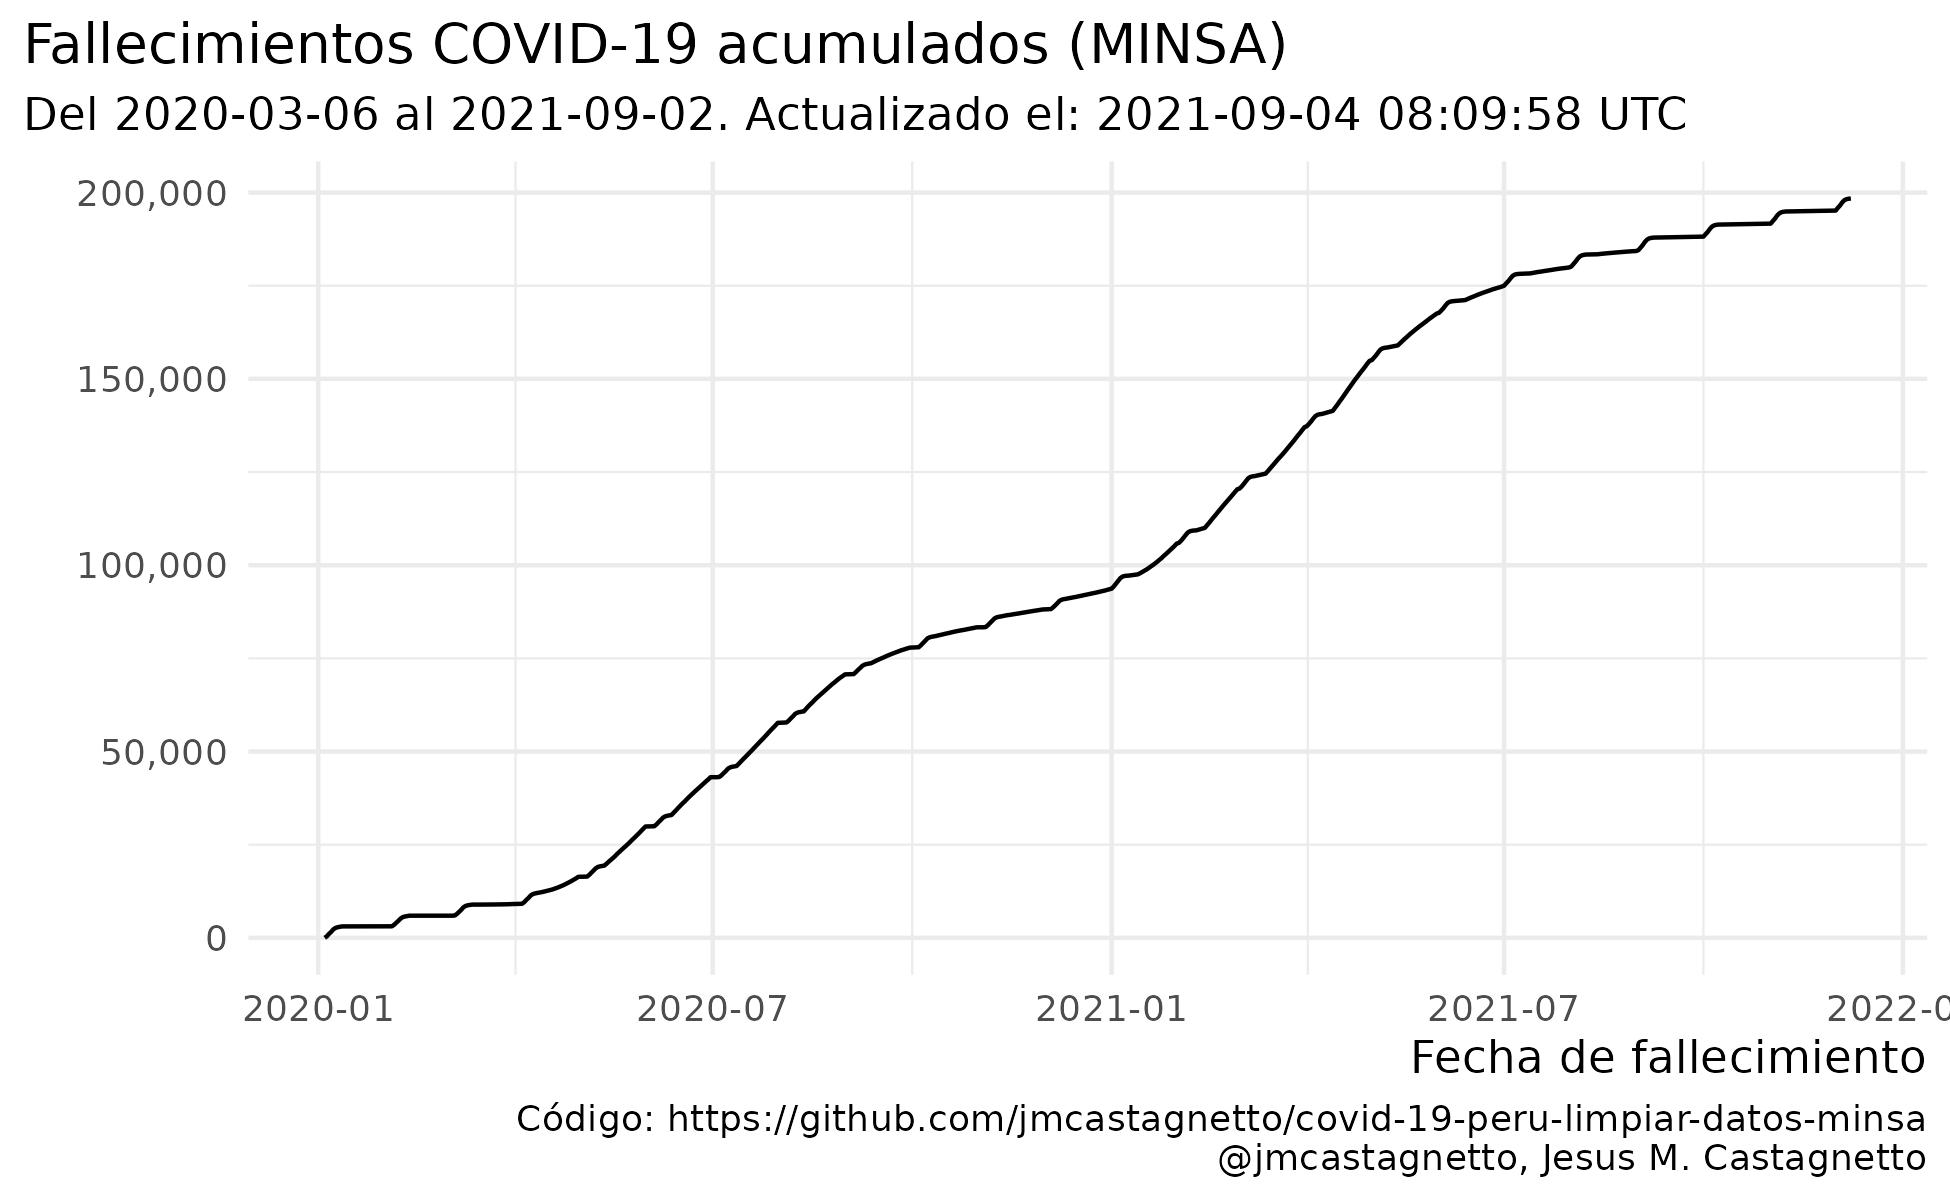 Fallecimientos COVID-19 acumulados (MINSA)
Del 2020-03-06 al 2021-09-02. Actualizado el: 2021-09-04 08:09:58 UTC
200,000
150,000
100,000
50,000
0
2020-01 2020-07 2021-01 2021-07 2022-0
Fecha de fallecimiento
Código: https://github.com/jmcastagnetto/covid-19-peru-limpiar-datos-minsa
@jmcastagnetto, Jesus M. Castagnetto